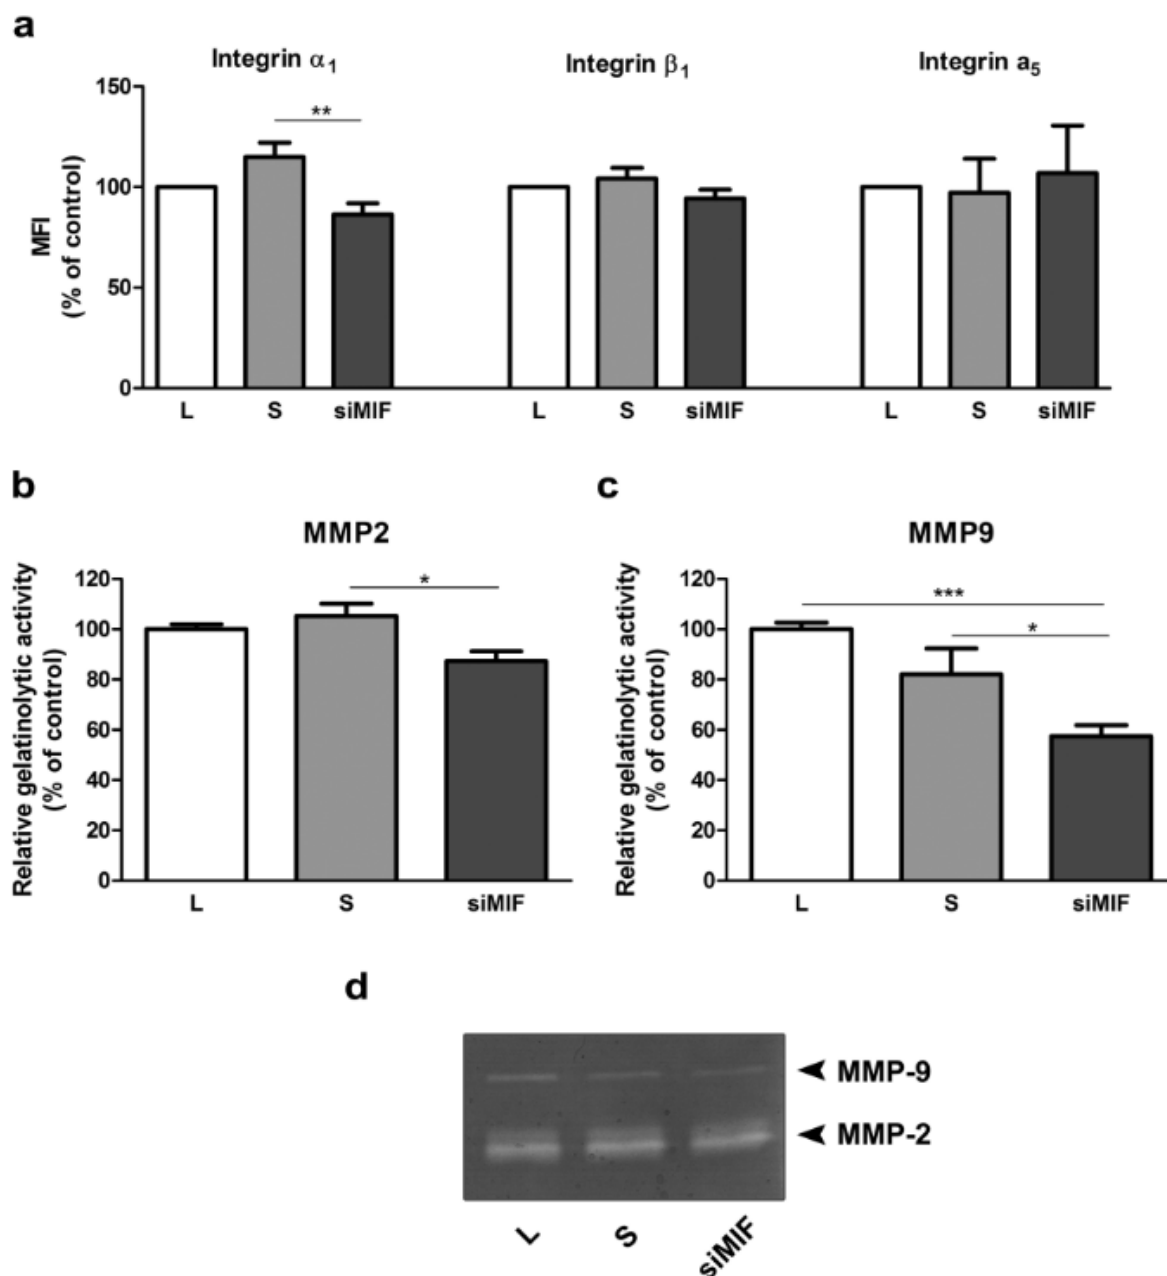 a
Integrin α1
Integrin β1
Integrin a5
**
150
100
50
0
MFI
(% of control)
L
S
siMIF
L
S
siMIF
L
S
siMIF
b
MMP2
*
120
100
80
60
40
20
0
Relative gelatinolytic activity
(% of control)
L
S
siMIF
c
MMP9
***
*
120
100
80
60
40
20
0
Relative gelatinolytic activity
(% of control)
L
S
siMIF
d
MMP-9
MMP-2
L
S
siMIF